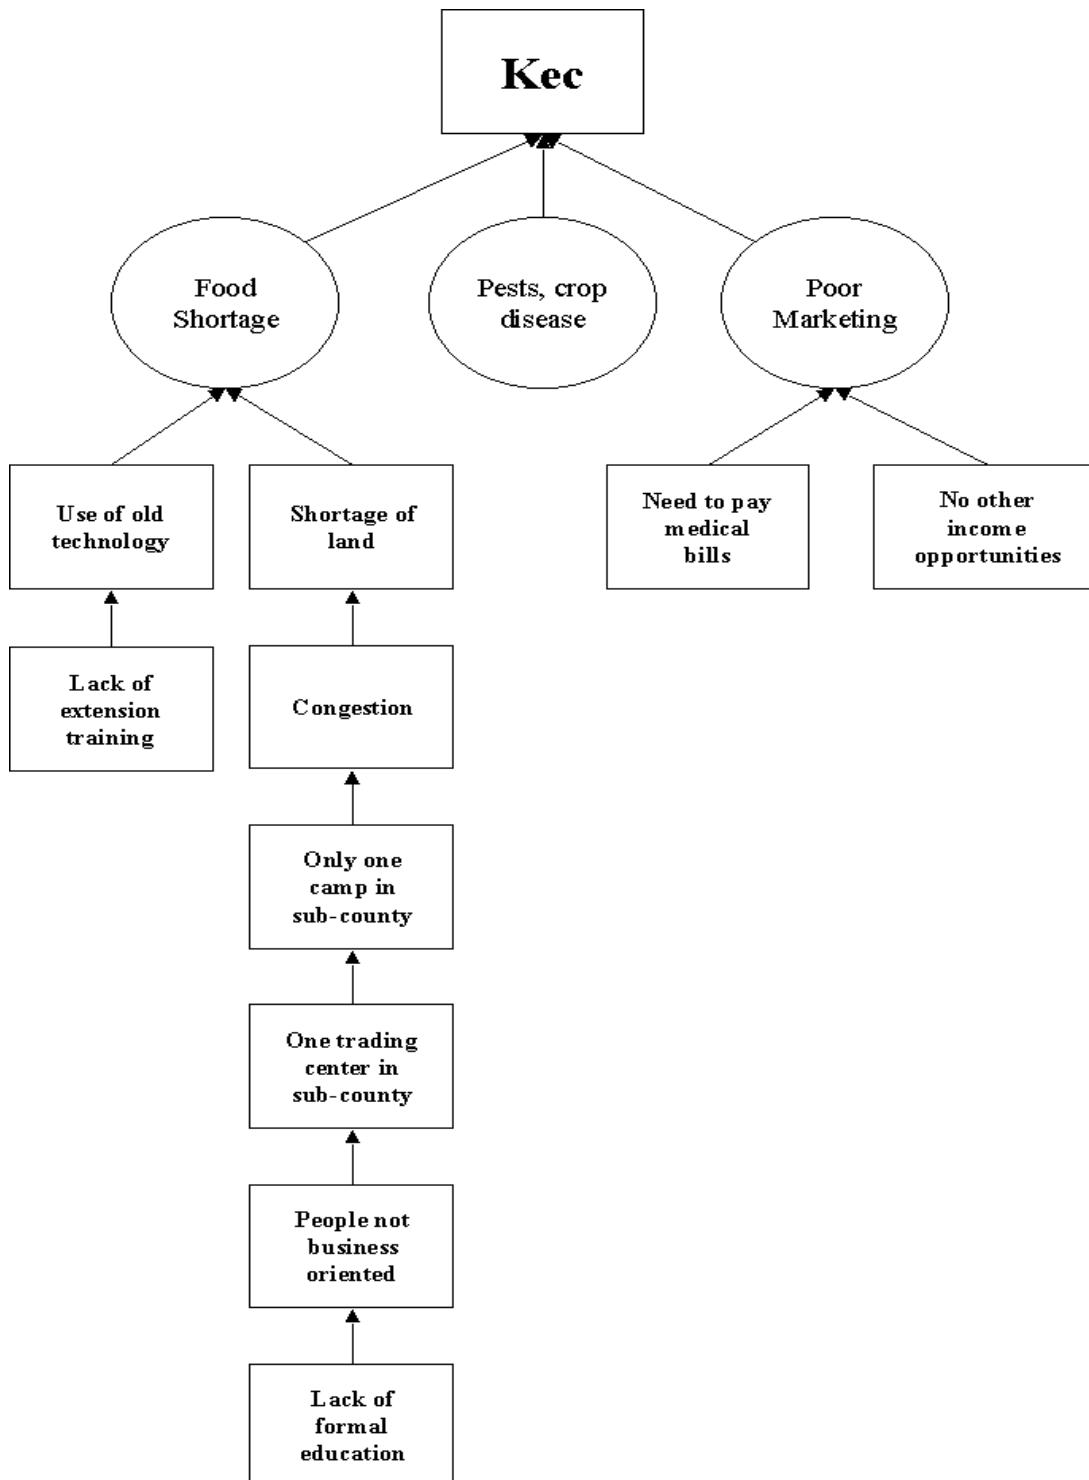 Kec
Food
Shortage
Pests, crop
disease
Poor
Marketing
Use of old
technology
Shortage of
land
Need to pay
medical
bills
No other
income
opportunities
Lack of
extension
training
Congestion
Only one
camp in
sub-county
One trading
center in
sub-county
People not
business
oriented
Lack of
formal
education